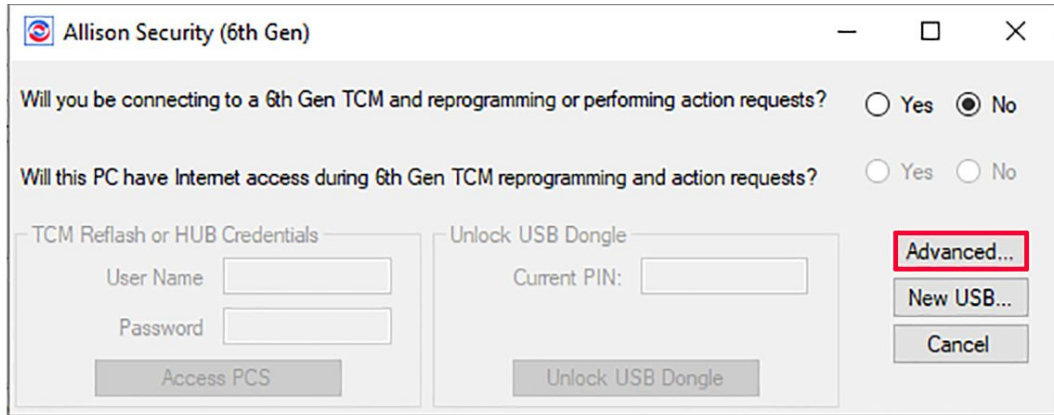 Allison Security (6th Gen)
Will you be connecting to a 6th Gen TCM and reprogramming or performing action requests? Yes No
Will this PC have Internet access during 6th Gen TCM reprogramming and action requests? Yes No
TCM Reflash or HUB Credentials
User Name
Password
Access PCS
Unlock USB Dongle
Current PIN:
Unlock USB Dongle
Advanced...
New USB...
Cancel